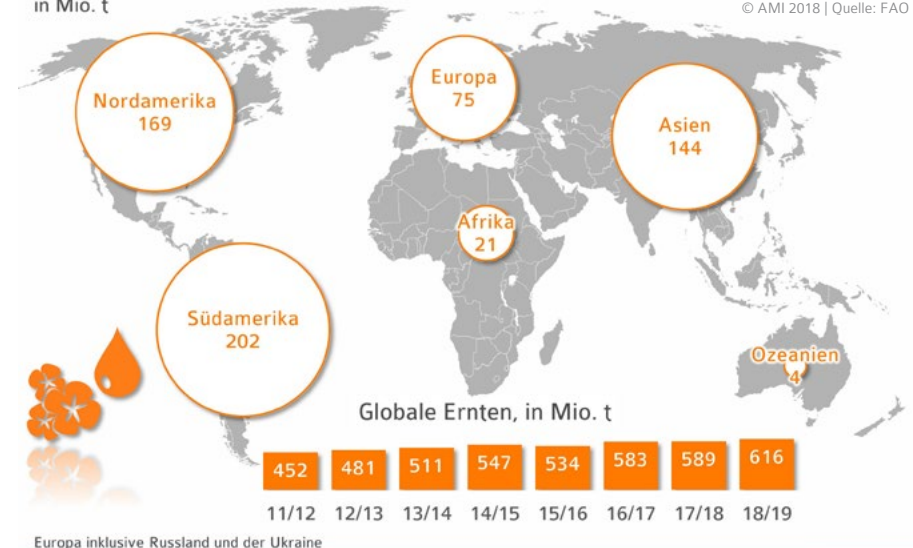 in Mio. t
© AMI 2018 | Quelle: FAO
Nordamerika
169
Europa
75
Asien
144
Afrika
21
Südamerika
202
Ozeanien
4
Globale Ernten, in Mio. t
452 481 511 547 534 583 589 616
11/12 12/13 13/14 14/15 15/16 16/17 17/18 18/19
Europa inklusive Russland und der Ukraine